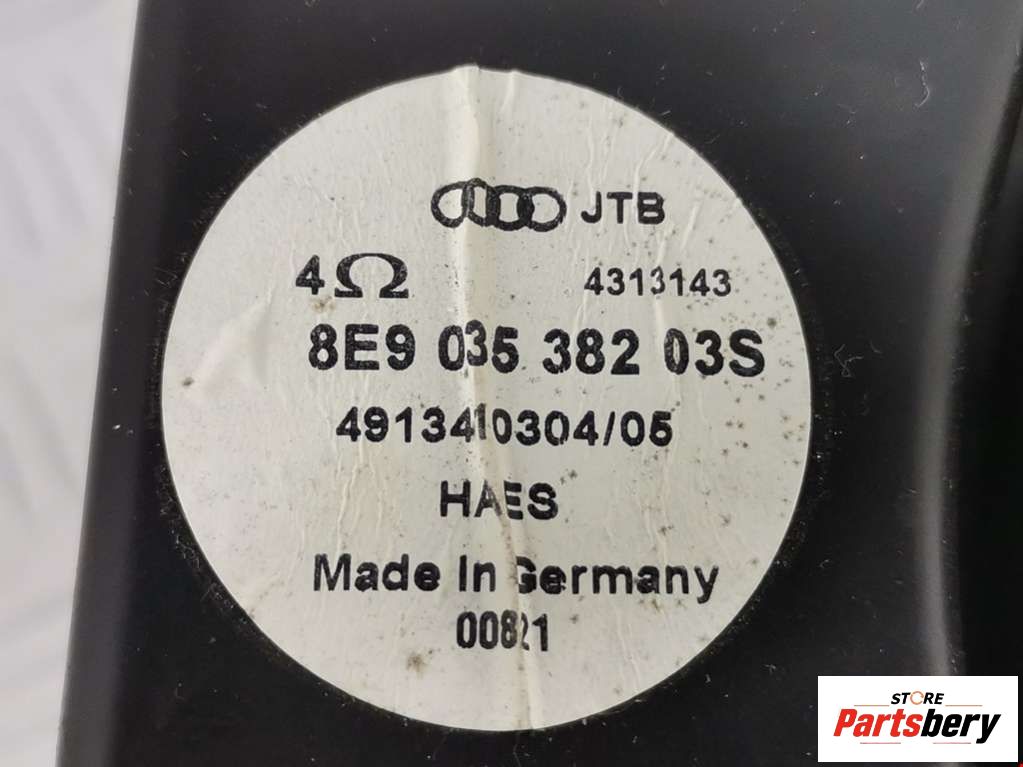 JTB
4Ω 4313143
8E9 035 382 03S
4913410304/05
HAES
Made In Germany
00821
STORE
Partsbery